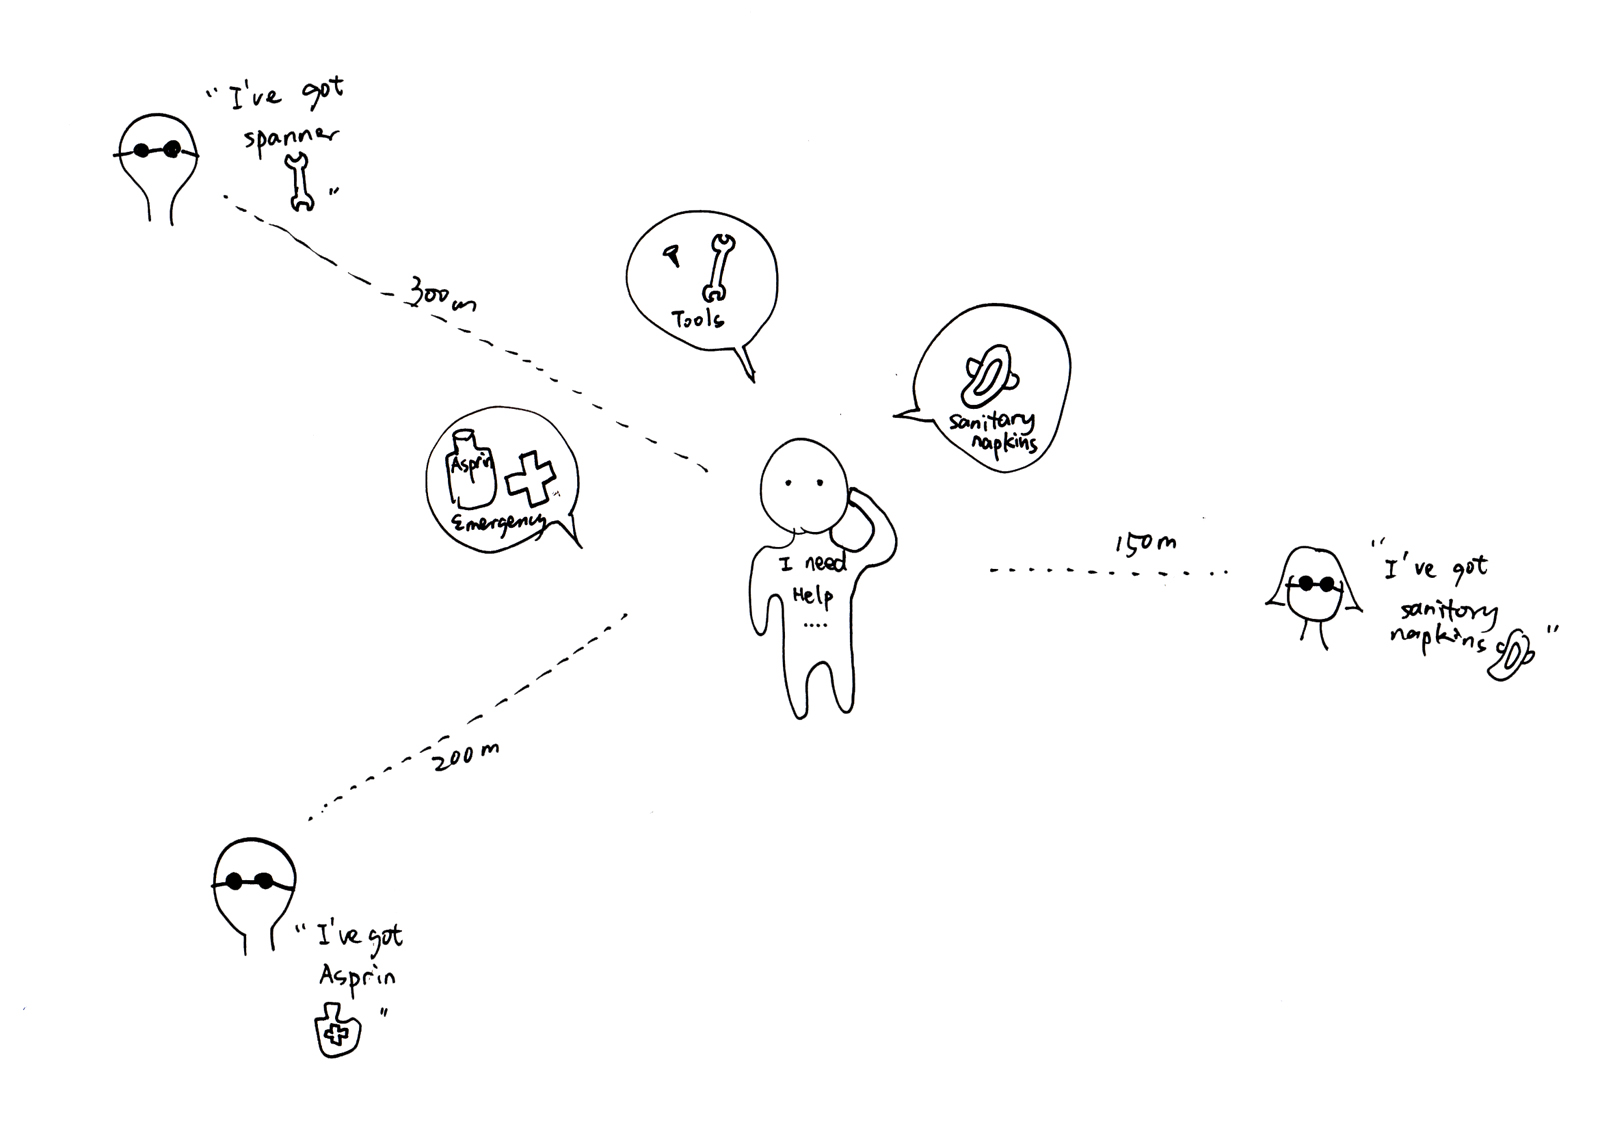 "I've got
spanner
"
300m
Tools
sanitary
napkins
Asprin
Emergency
I need
Help
....
150m
"I've got
sanitory
napkins"
200m
"I've got
Asprin
"